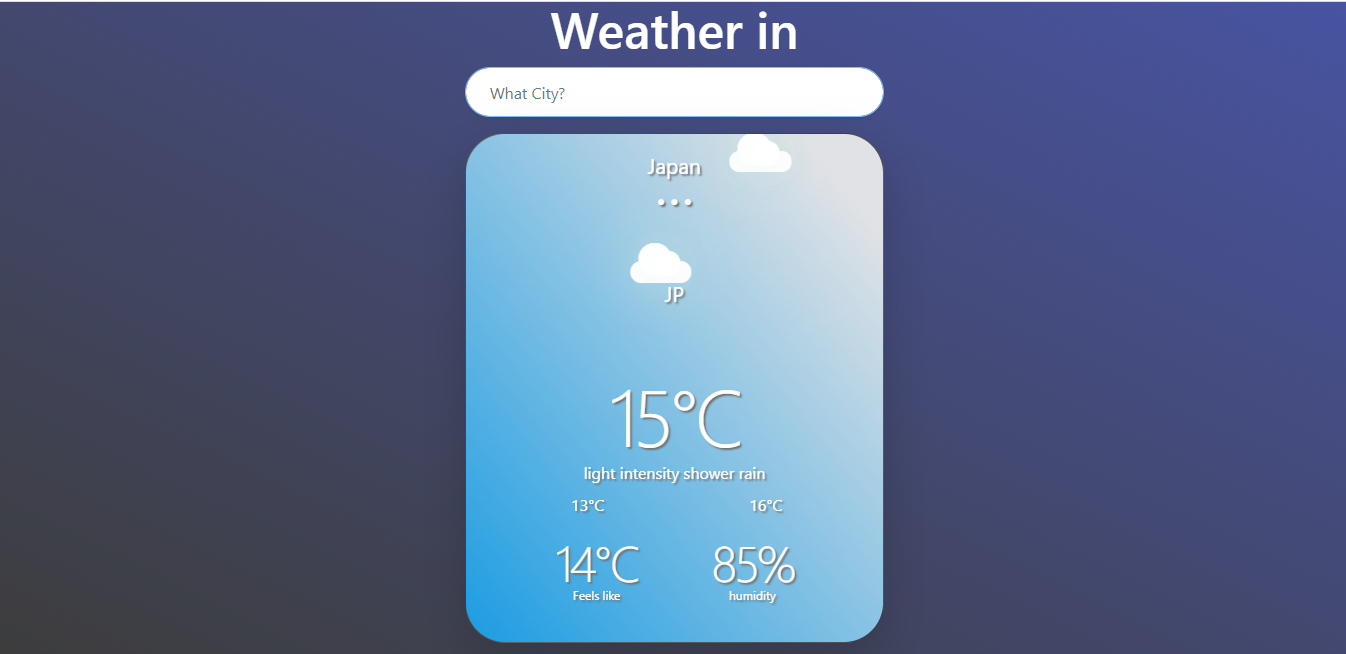 Weather in
What City?
Japan
...
JP
15°C
light intensity shower rain
13°C 16°C
14°C 85%
Feels like humidity